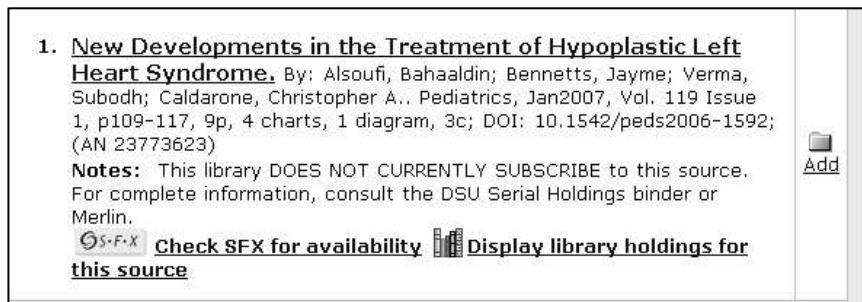 1. New Developments in the Treatment of Hypoplastic Left
Heart Syndrome. By: Alsoufi, Bahaaldin; Bennetts, Jayme; Verma,
Subodh; Caldarone, Christopher A.. Pediatrics, Jan2007, Vol. 119 Issue
1, p109-117, 9p, 4 charts, 1 diagram, 3c; DOI: 10.1542/peds2006-1592;
(AN 23773623)
Notes: This library DOES NOT CURRENTLY SUBSCRIBE to this source.
For complete information, consult the DSU Serial Holdings binder or
Merlin.
S·F·X Check SFX for availability Display library holdings for
this source
Add